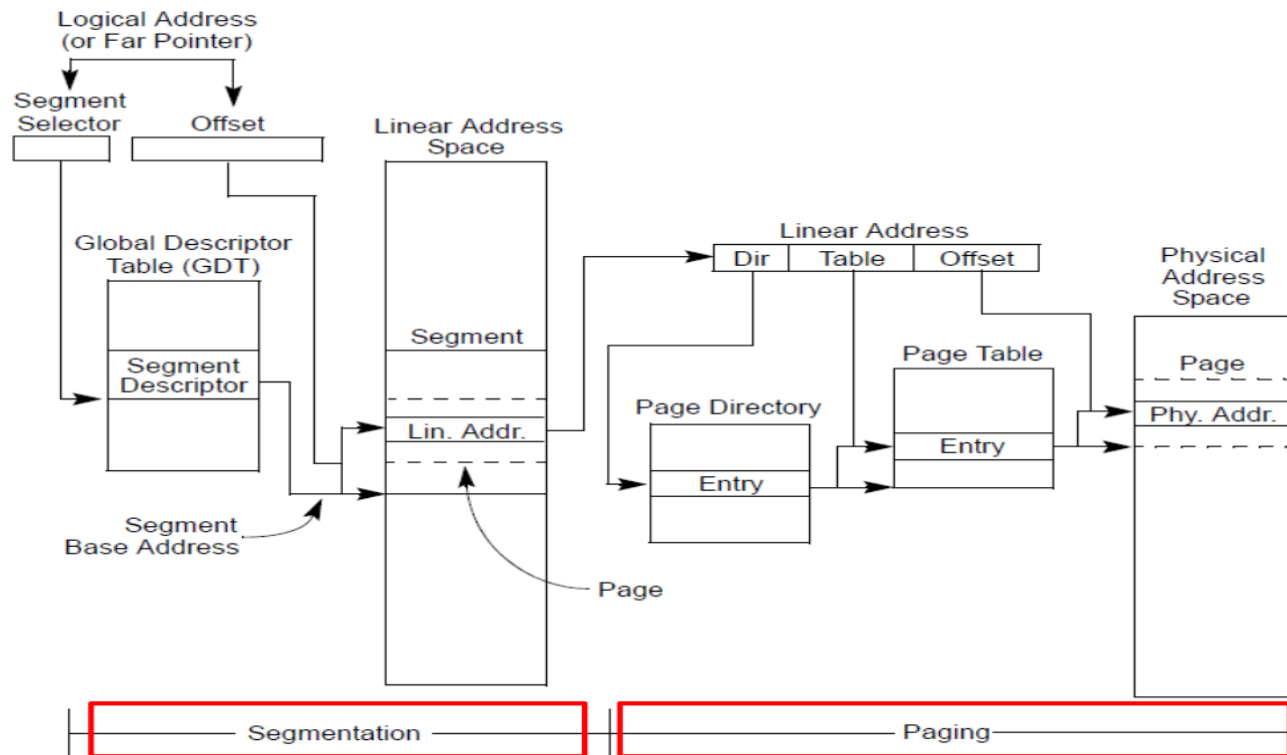 Logical Address
(or Far Pointer)
Segment
Selector
Offset
Linear Address
Space
Global Descriptor
Table (GDT)
Segment
Descriptor
Segment
Lin. Addr.
Segment
Base Address
Page
Linear Address
Dir
Table
Offset
Page Directory
Entry
Page Table
Entry
Physical
Address
Space
Page
Phy. Addr.
Segmentation
Paging